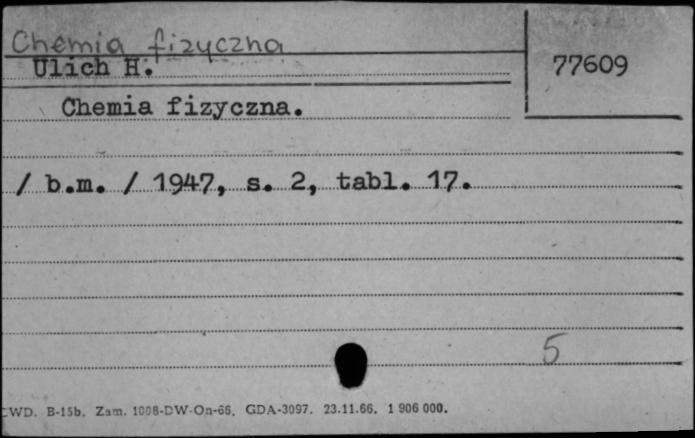 Chemia fizyczna
Ulich H.
77609
Chemia fizyczna.
/ b.m. / 1947, s. 2, tabl. 17.
5
CWD. B-15b. Zam. 1008-DW-On-66. GDA-3097. 23.11.66. 1 906 000.